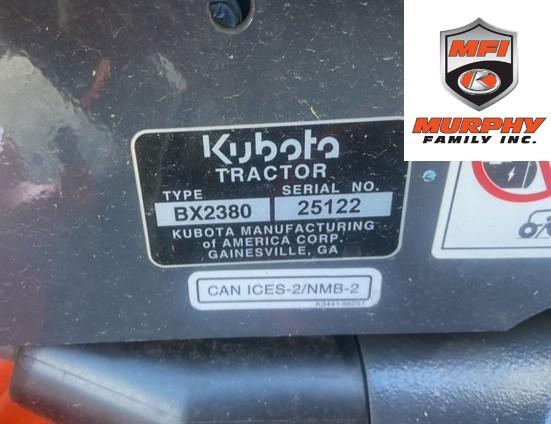 MFI
K
MURPHY
FAMILY INC.
Kubota
TRACTOR
TYPE SERIAL NO.
BX2380 25122
KUBOTA MANUFACTURING
of AMERICA CORP.
GAINESVILLE, GA
CAN ICES-2/NMB-2